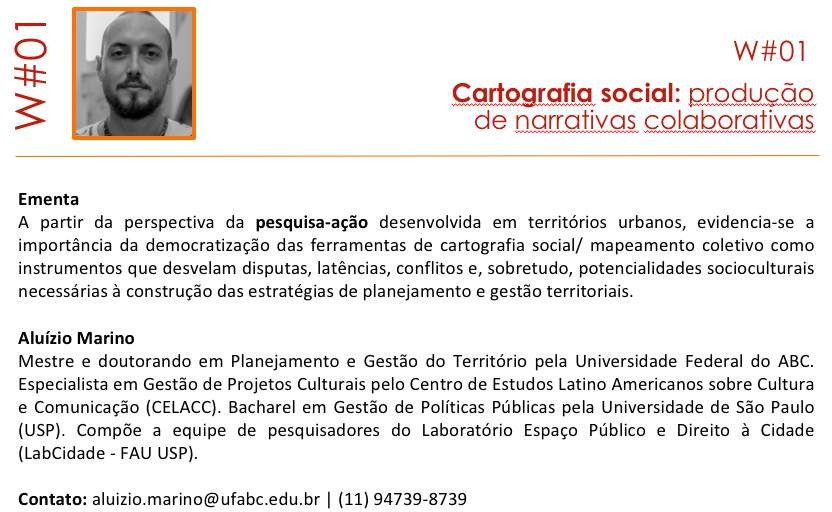 W#01
W#01
Cartografia social: produção
de narrativas colaborativas
Ementa
A partir da perspectiva da pesquisa-ação desenvolvida em territórios urbanos, evidencia-se a
importância da democratização das ferramentas de cartografia social/ mapeamento coletivo como
instrumentos que desvelam disputas, latências, conflitos e, sobretudo, potencialidades socioculturais
necessárias à construção das estratégias de planejamento e gestão territoriais.
Aluízio Marino
Mestre e doutorando em Planejamento e Gestão do Território pela Universidade Federal do ABC.
Especialista em Gestão de Projetos Culturais pelo Centro de Estudos Latino Americanos sobre Cultura
e Comunicação (CELACC). Bacharel em Gestão de Políticas Públicas pela Universidade de São Paulo
(USP). Compõe a equipe de pesquisadores do Laboratório Espaço Público e Direito à Cidade
(LabCidade - FAU USP).
Contato: aluizio.marino@ufabc.edu.br | (11) 94739-8739